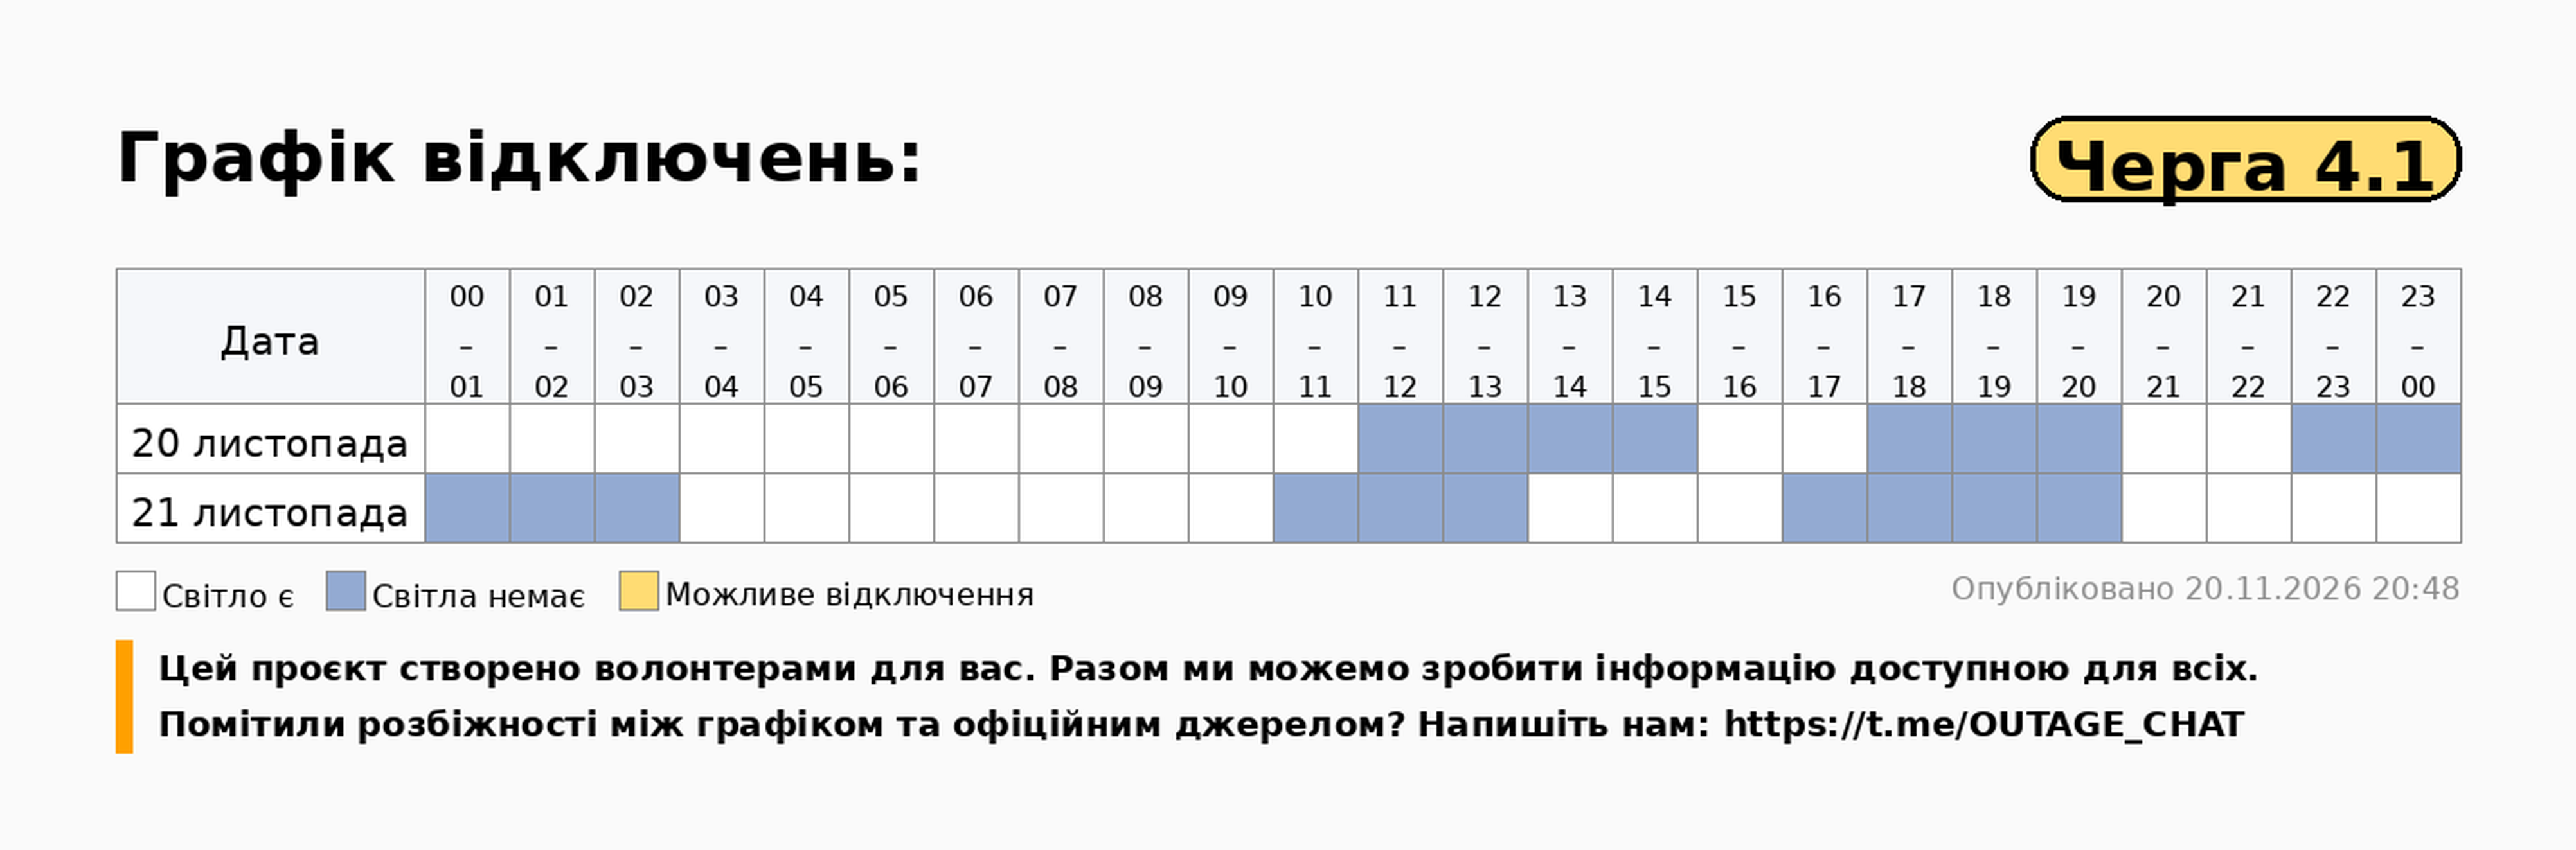 Графік відключень:
Черга 4.1
Дата 00 – 01 01 – 02 02 – 03 03 – 04 04 – 05 05 – 06 06 – 07 07 – 08 08 – 09 09 – 10 10 – 11 11 – 12 12 – 13 13 – 14 14 – 15 15 – 16 16 – 17 17 – 18 18 – 19 19 – 20 20 – 21 21 – 22 22 – 23 23 – 00
20 листопада
21 листопада
Світло є Світла немає Можливе відключення
Опубліковано 20.11.2026 20:48
Цей проєкт створено волонтерами для вас. Разом ми можемо зробити інформацію доступною для всіх.
Помітили розбіжності між графіком та офіційним джерелом? Напишіть нам: https://t.me/OUTAGE_CHAT